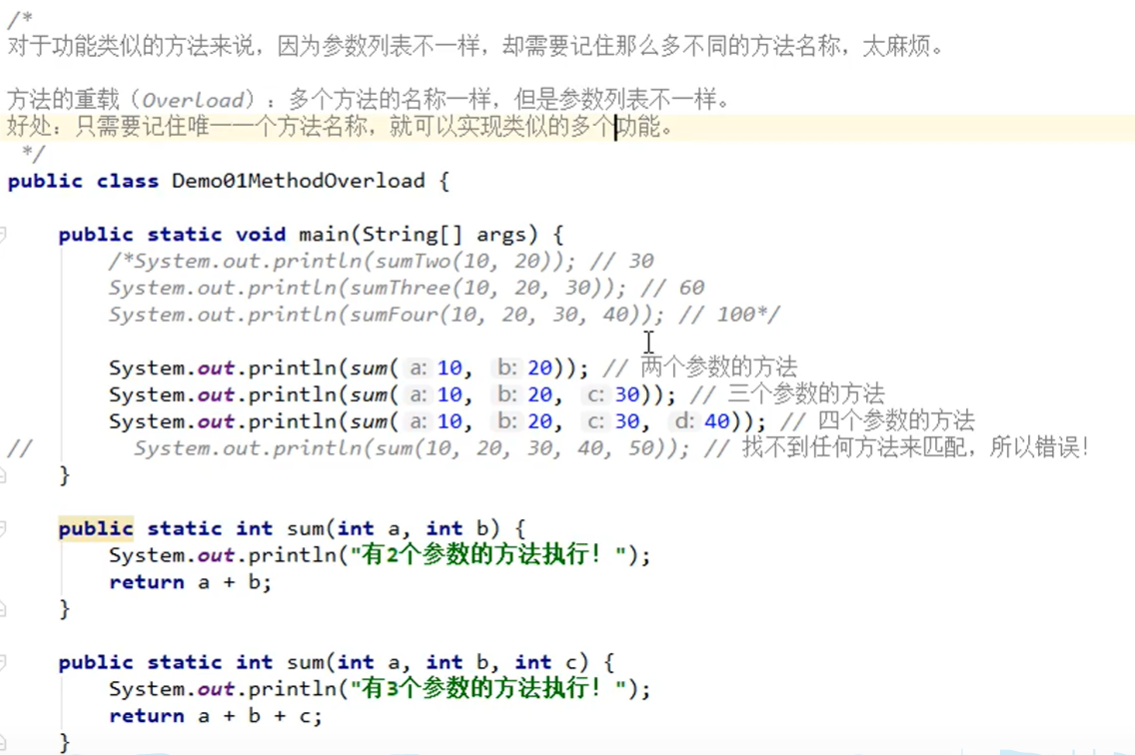 /*
对于功能类似的方法来说，因为参数列表不一样，却需要记住那么多不同的方法名称，太麻烦。
方法的重载（Overload）：多个方法的名称一样，但是参数列表不一样。
好处：只需要记住唯一一个方法名称，就可以实现类似的多个功能。
*/
public class Demo01MethodOverload {
public static void main(String[] args) {
/*System.out.println(sumTwo(10, 20)); // 30
System.out.println(sumThree(10, 20, 30)); // 60
System.out.println(sumFour(10, 20, 30, 40)); // 100*/
System.out.println(sum( a: 10, b: 20)); // 两个参数的方法
System.out.println(sum( a: 10, b: 20, c: 30)); // 三个参数的方法
System.out.println(sum( a: 10, b: 20, c: 30, d: 40)); // 四个参数的方法
// System.out.println(sum(10, 20, 30, 40, 50)); // 找不到任何方法来匹配，所以错误！
}
public static int sum(int a, int b) {
System.out.println("有2个参数的方法执行！");
return a + b;
}
public static int sum(int a, int b, int c) {
System.out.println("有3个参数的方法执行！");
return a + b + c;
}